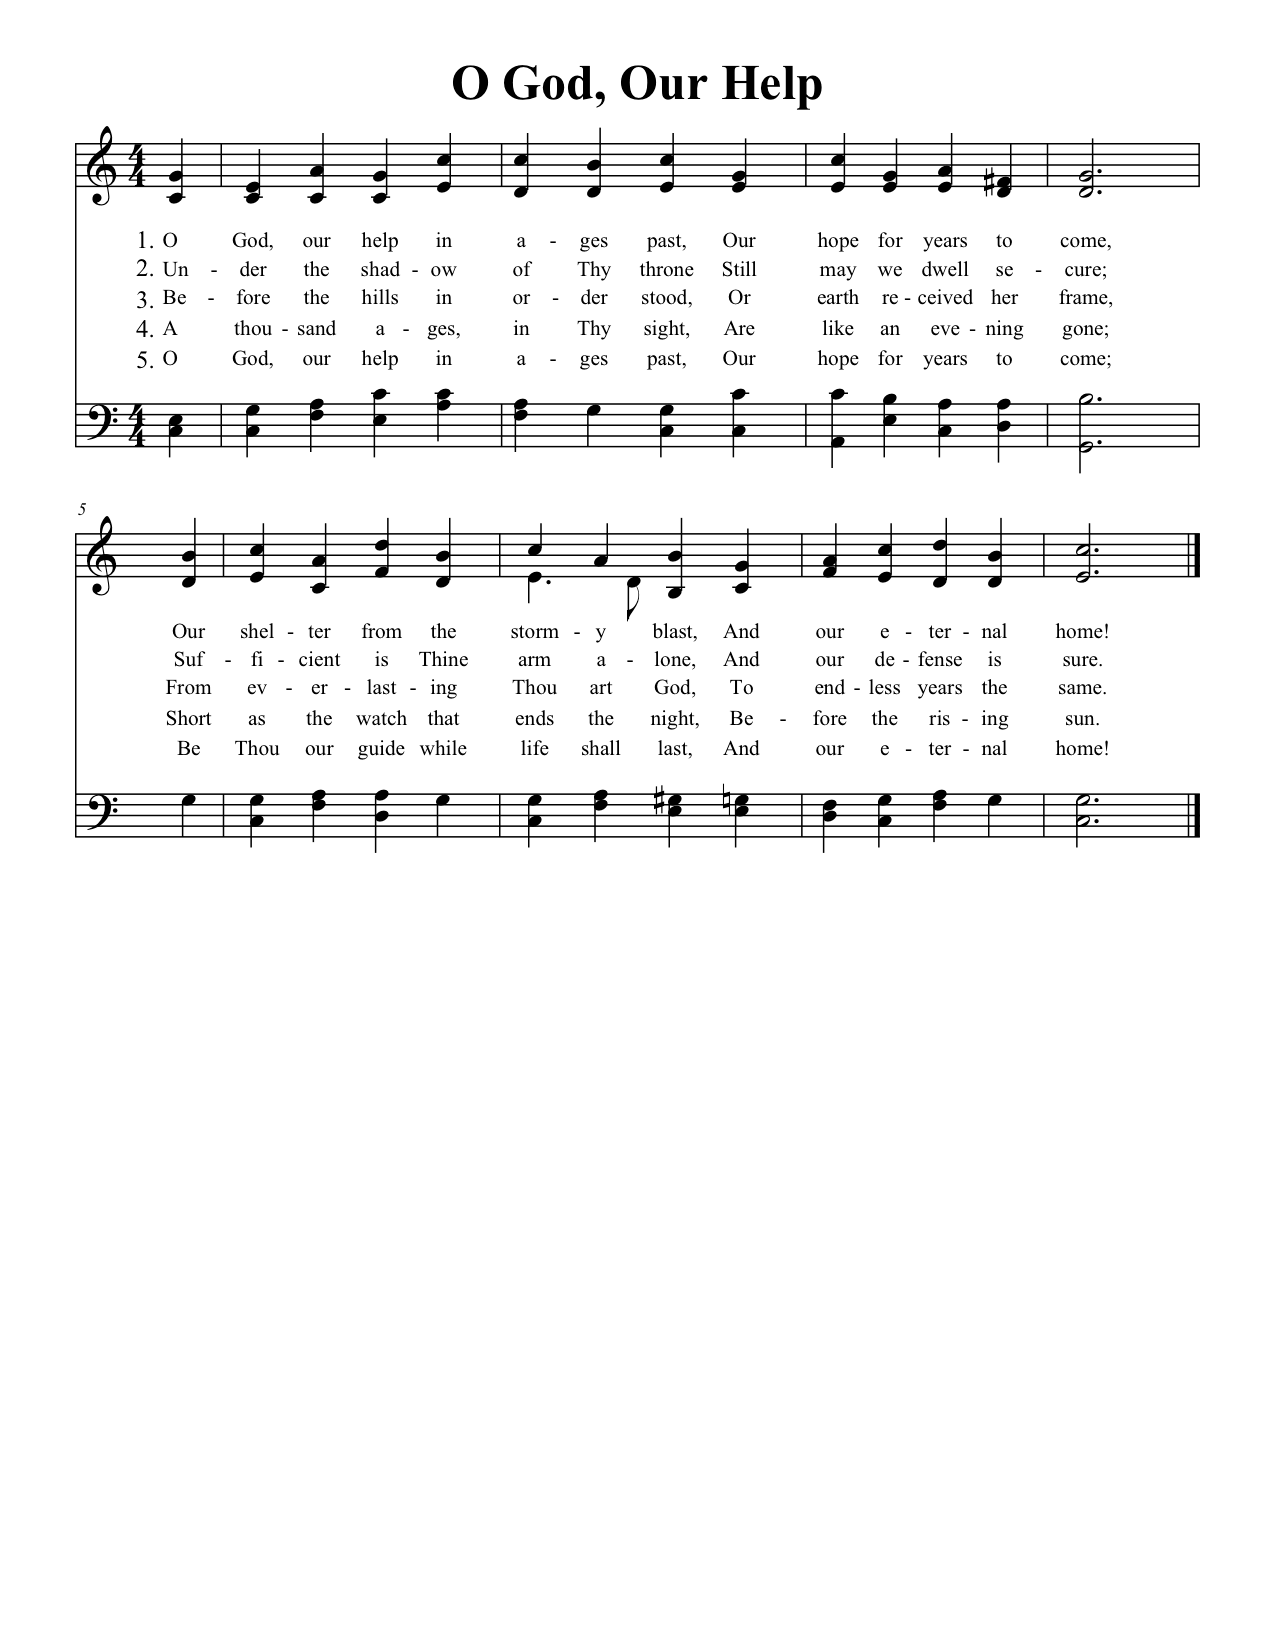 O God, Our Help
1. O God, our help in a - ges past, Our hope for years to come,
2. Un - der the shad - ow of Thy throne Still may we dwell se - cure;
3. Be - fore the hills in or - der stood, Or earth re - ceived her frame,
4. A thou - sand a - ges, in Thy sight, Are like an eve - ning gone;
5. O God, our help in a - ges past, Our hope for years to come;
5
Our shel - ter from the storm - y blast, And our e - ter - nal home!
Suf - fi - cient is Thine arm a - lone, And our de - fense is sure.
From ev - er - last - ing Thou art God, To end - less years the same.
Short as the watch that ends the night, Be - fore the ris - ing sun.
Be Thou our guide while life shall last, And our e - ter - nal home!